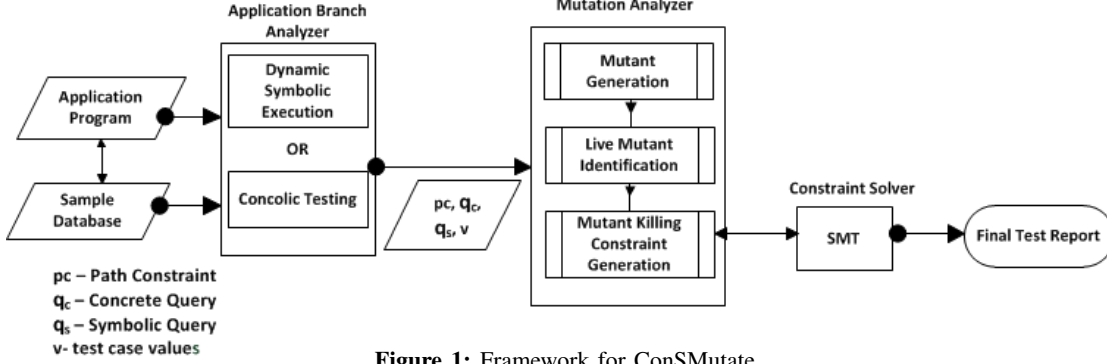 Application Branch
Analyzer
Mutation Analyzer
Application
Program
Sample
Database
Dynamic
Symbolic
Execution
OR
Concolic Testing
pc, qc,
qs, v
Mutant
Generation
Live Mutant
Identification
Mutant Killing
Constraint
Generation
Constraint Solver
SMT
Final Test Report
pc – Path Constraint
qc – Concrete Query
qs – Symbolic Query
v- test case values
Figure 1: Framework for ConSMutate